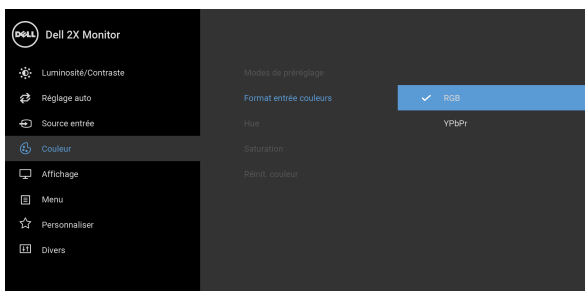 DELL Dell 2X Monitor
Luminosité/Contraste
Modes de préréglage
Réglage auto
Format entrée couleurs
RGB
Source entrée
Hue
YPbPr
Couleur
Saturation
Réinit. couleur
Affichage
Menu
Personnaliser
Divers